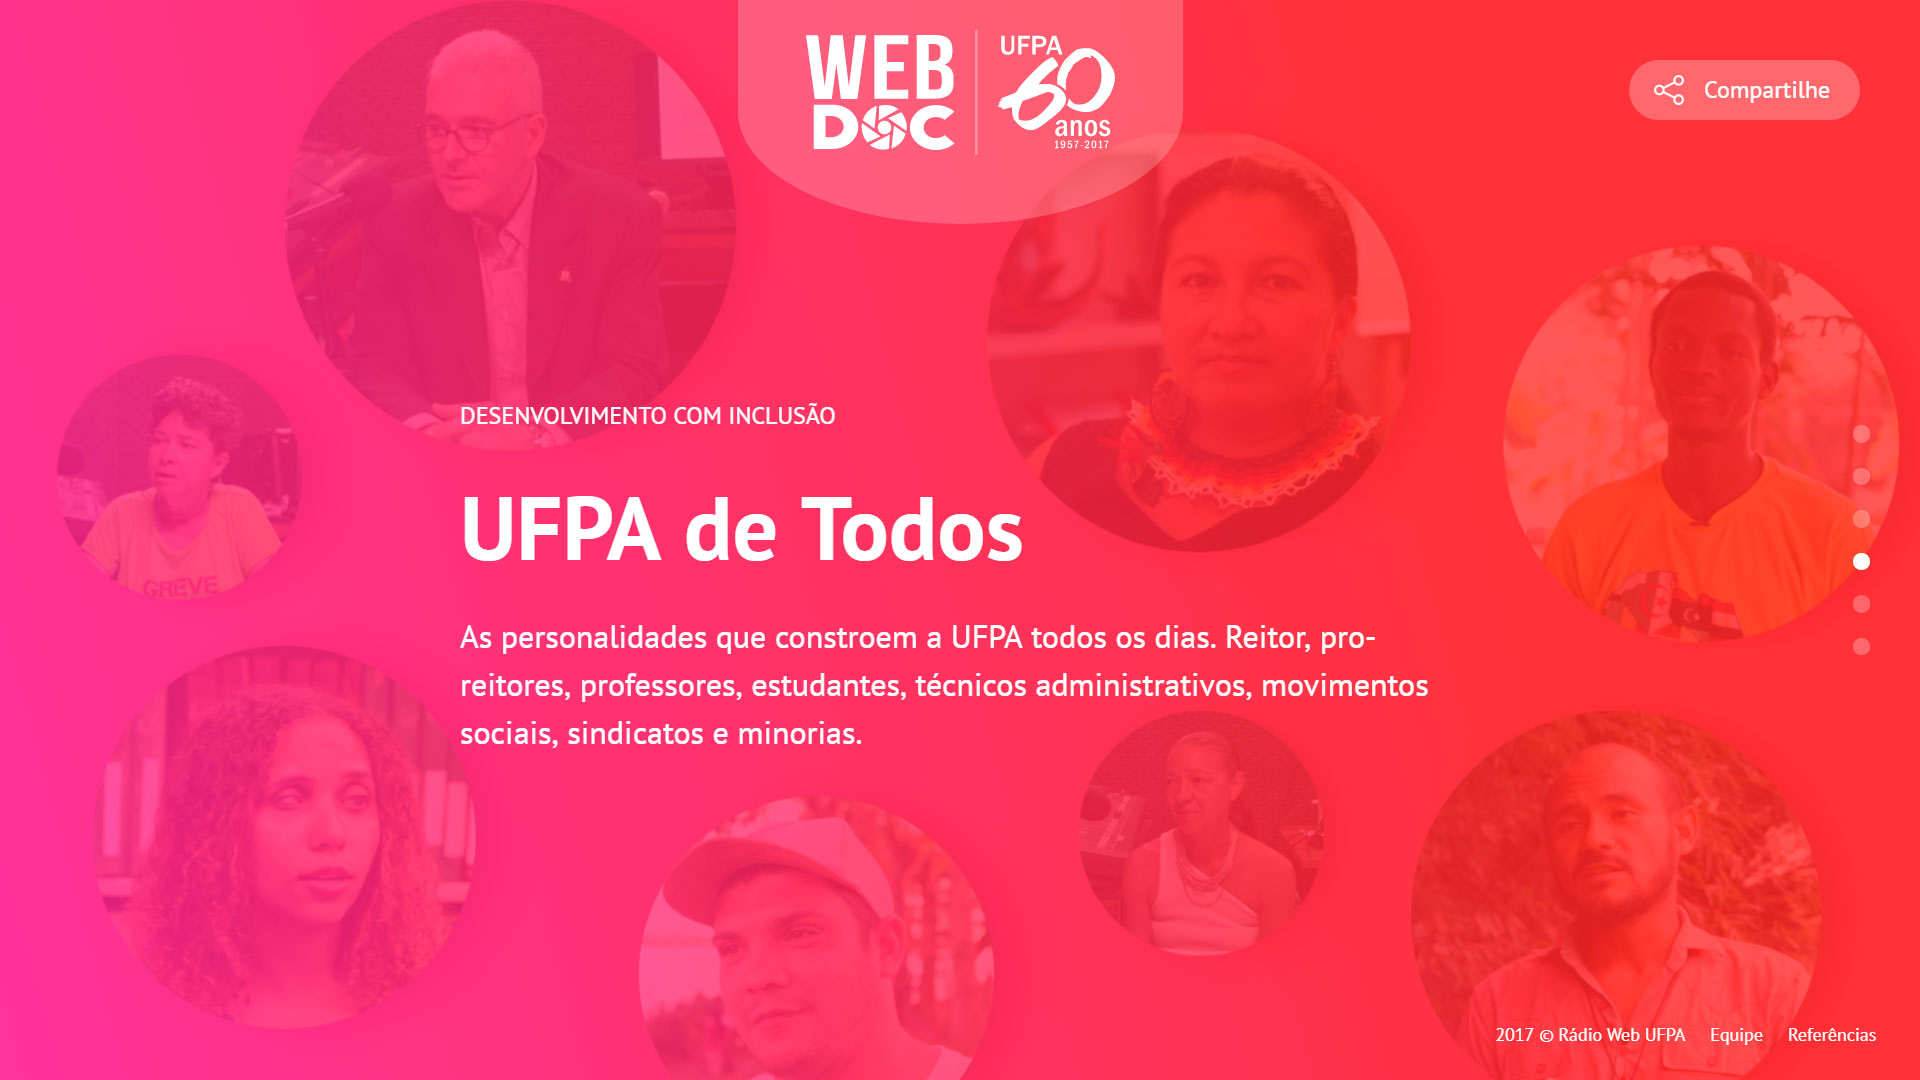 WEB
DOC
UFPA
60
anos
1957-2017
Compartilhe
DESENVOLVIMENTO COM INCLUSÃO
UFPA de Todos
As personalidades que constroem a UFPA todos os dias. Reitor, pro-
reitores, professores, estudantes, técnicos administrativos, movimentos
sociais, sindicatos e minorias.
GREVE
2017 © Rádio Web UFPA Equipe Referências